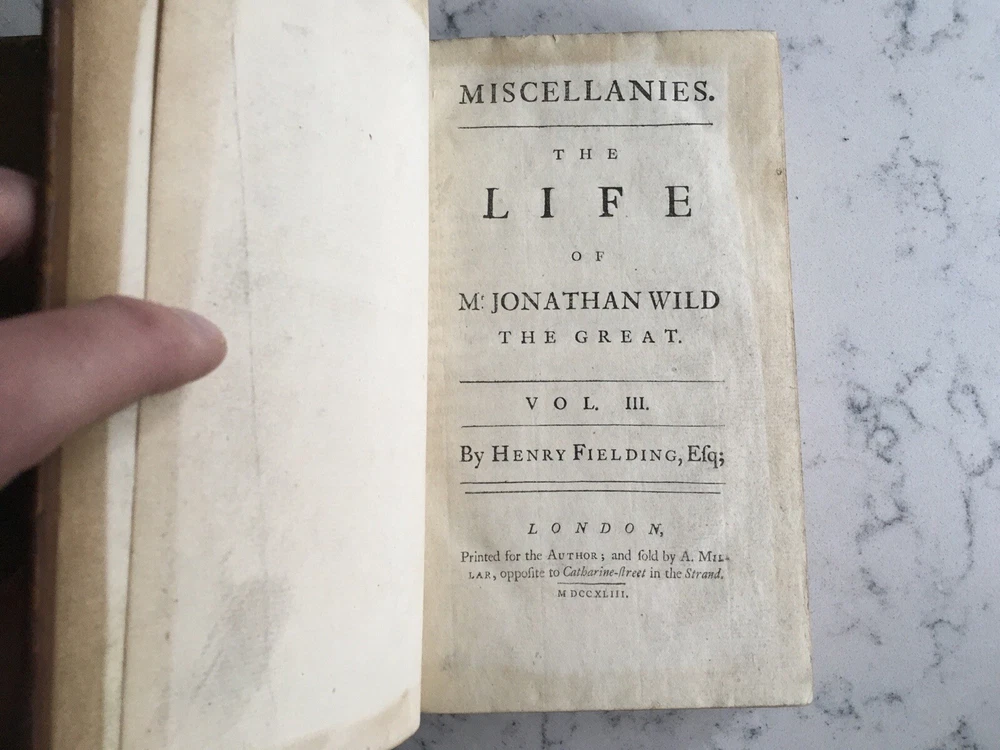 MISCELLANIES.
THE
LIFE
OF
Mr. JONATHAN WILD
THE GREAT.
VOL. III.
By HENRY FIELDING, Eſq;
LONDON,
Printed for the AUTHOR; and ſold by A. MIL-
LAR, oppoſite to Catharine-ſtreet in the Strand.
MDCCXLIII.